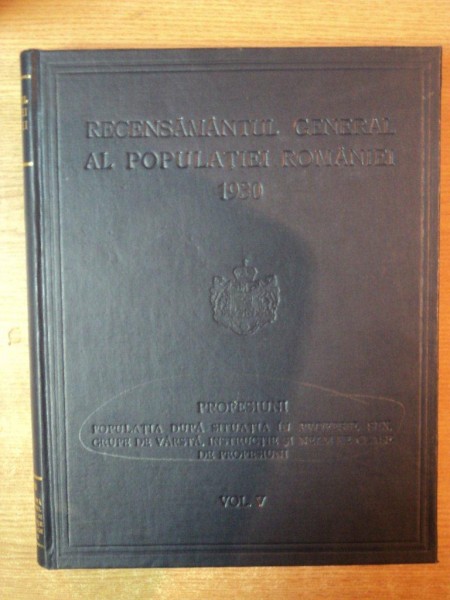 RECENSĂMÂNTUL GENERAL
AL POPULAȚIEI ROMÂNIEI
1930
PROFESIUNI
POPULAȚIA DUPĂ SITUAȚIA ÎN PROFESIE, SEX,
GRUPE DE VÂRSTĂ, INSTRUCȚIE ȘI
DE PROFESIUNI
VOL. V